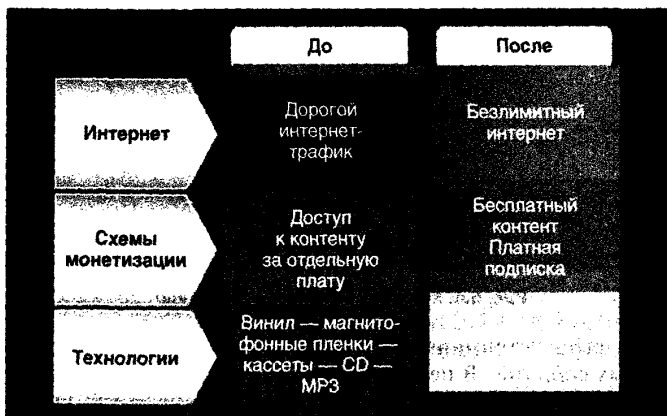 До
После
Интернет
Дорогой
интернет-
трафик
Безлимитный
интернет
Схемы
монетизации
Доступ
к контенту
за отдельную
плату
Бесплатный
контент
Платная
подписка
Технологии
Винил — магнито-
фонные пленки —
кассеты — CD —
MP3